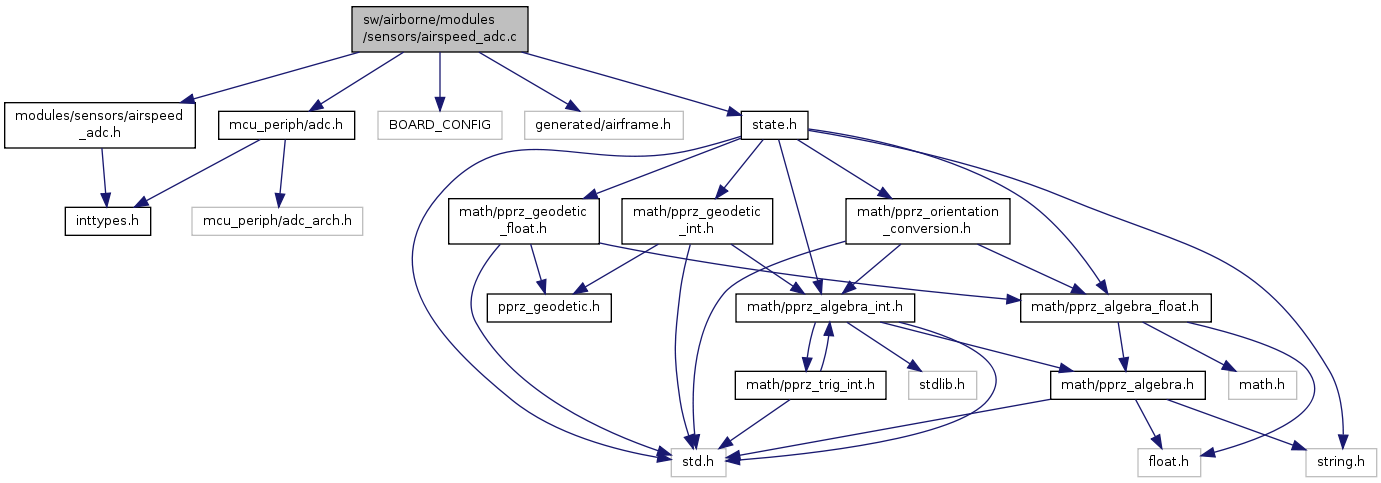 sw/airborne/modules
/sensors/airspeed_adc.c
modules/sensors/airspeed
_adc.h
mcu_periph/adc.h
BOARD_CONFIG
generated/airframe.h
state.h
inttypes.h
mcu_periph/adc_arch.h
math/pprz_geodetic
_float.h
math/pprz_geodetic
_int.h
math/pprz_orientation
_conversion.h
pprz_geodetic.h
math/pprz_algebra_int.h
math/pprz_algebra_float.h
math/pprz_trig_int.h
stdlib.h
math/pprz_algebra.h
math.h
std.h
float.h
string.h